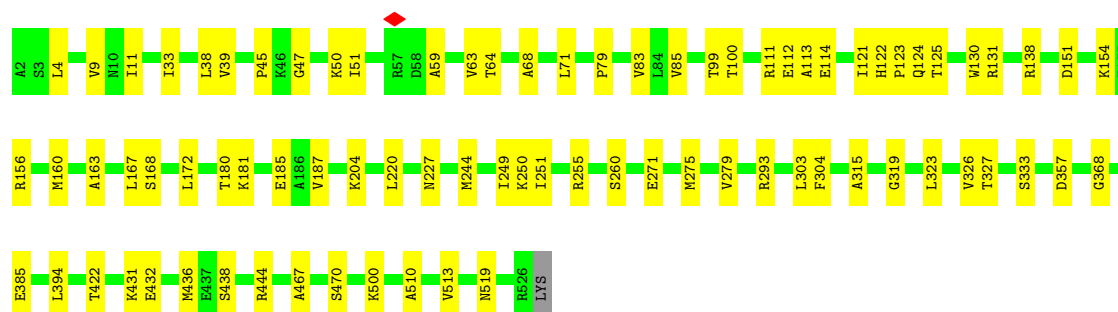 A2 S3 L4 V9 N10 I11 I33 L38 V39 P45 K46 G47 K50 I51 R57 D58 A59 V63 T64 A68 L71 P79 V83 L84 V85 T99 T100 R111 E112 A113 E114 I121 H122 P123 Q124 T125 W130 R131 R138 D151 K154
R156 M160 A163 L167 S168 L172 T180 K181 E185 A186 V187 K204 L220 N227 M244 I249 K250 I251 R255 S260 E271 M275 V279 R293 L303 F304 A315 G319 L323 V326 T327 S333 D357 G368
E385 L394 T422 K431 E432 M436 E437 S438 R444 A467 S470 K500 A510 V513 N519 R526 LYS